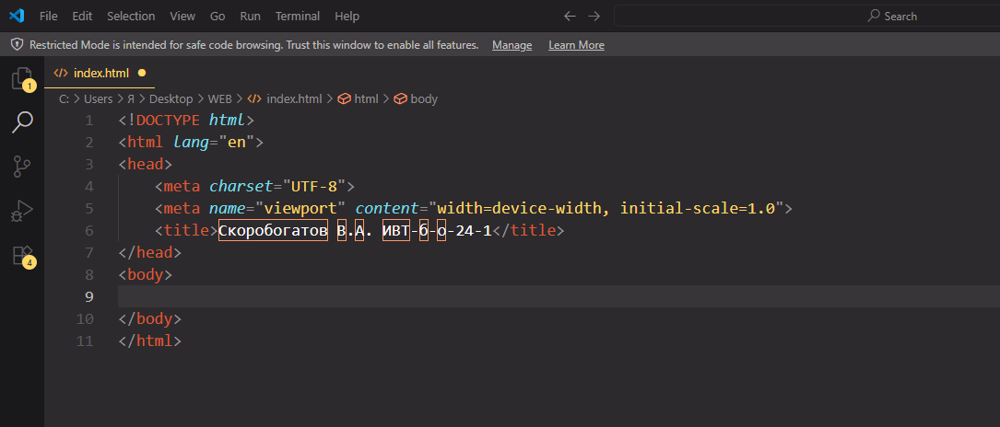 File Edit Selection View Go Run Terminal Help Search
Restricted Mode is intended for safe code browsing. Trust this window to enable all features. Manage Learn More
index.html
1
C: > Users > Я > Desktop > WEB > index.html > html > body
1 <!DOCTYPE html>
2 <html lang="en">
3 <head>
4 <meta charset="UTF-8">
5 <meta name="viewport" content="width=device-width, initial-scale=1.0">
6 <title>Скоробогатов В.А. ИВТ-б-о-24-1</title>
7 </head>
8 <body>
9
10 </body>
11 </html>
4